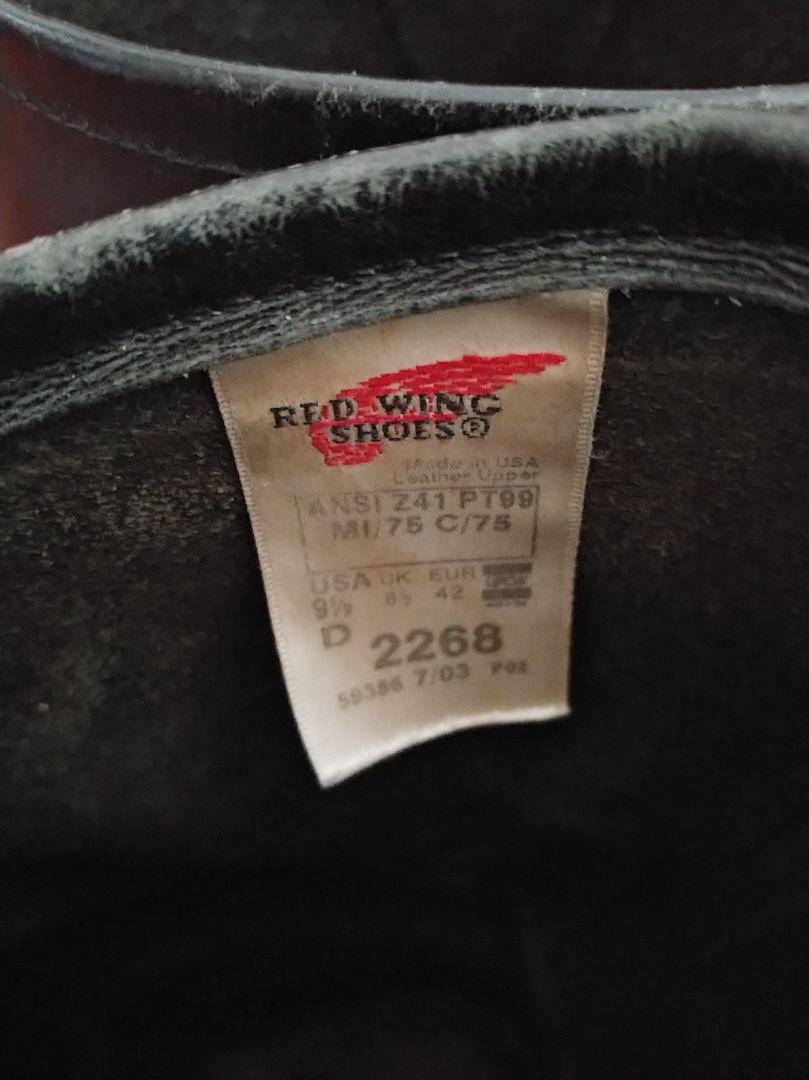 RED WING
SHOES®
Made in USA
Leather Upper
ANSI Z41 PT99
MI/75 C/75
USA UK EUR
9½ 8½ 42
D 2268
59386 7/03 P02